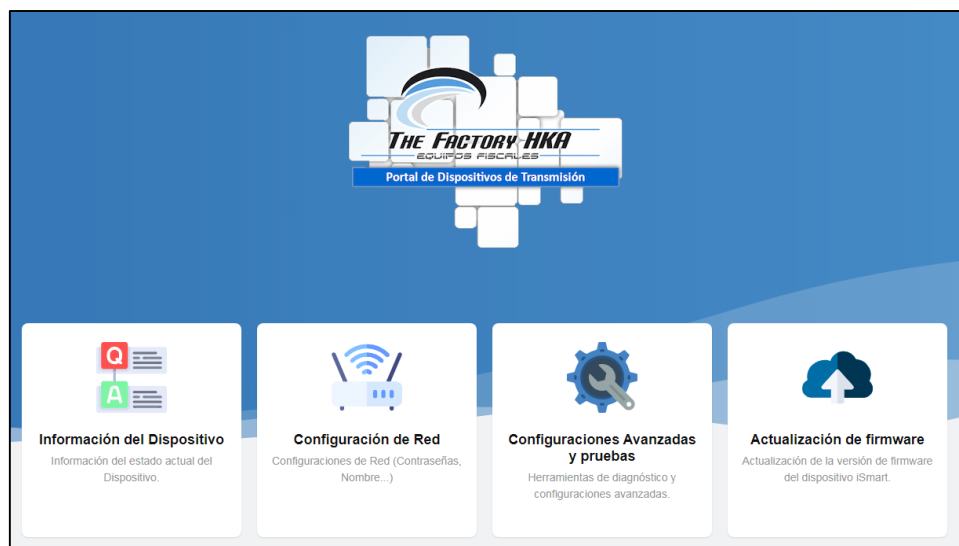 THE FACTORY HKA
EQUIPOS FISCALES
Portal de Dispositivos de Transmisión
Q
A
Información del Dispositivo
Información del estado actual del
Dispositivo.
Configuración de Red
Configuraciones de Red (Contraseñas,
Nombre...)
Configuraciones Avanzadas
y pruebas
Herramientas de diagnóstico y
configuraciones avanzadas.
Actualización de firmware
Actualización de la versión de firmware
del dispositivo iSmart.